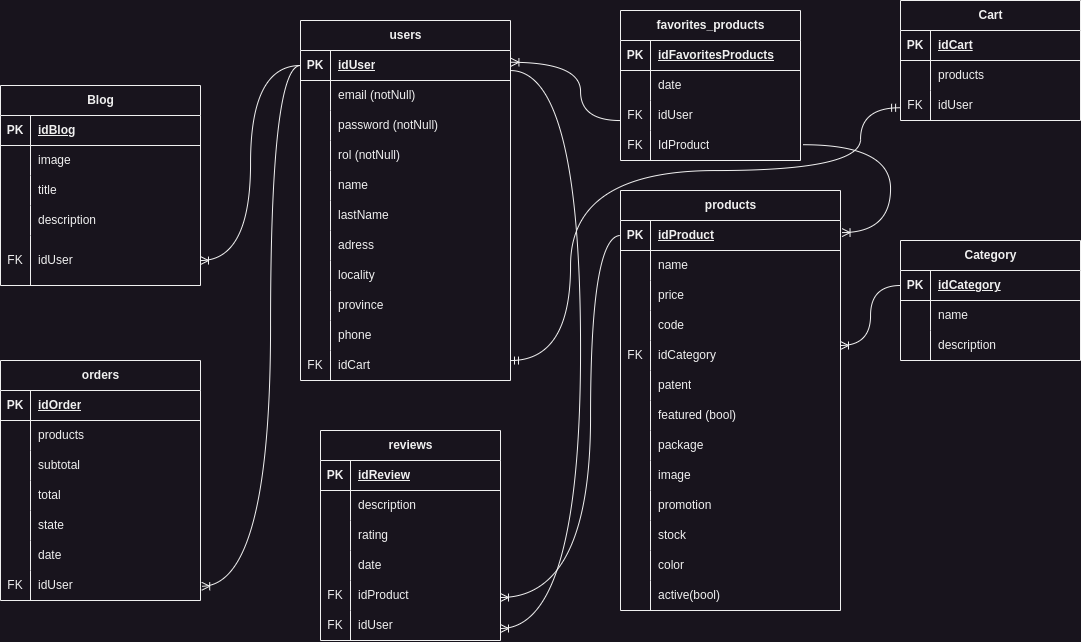 users
PK idUser
email (notNull)
password (notNull)
rol (notNull)
name
lastName
adress
locality
province
phone
FK idCart
favorites_products
PK idFavoritesProducts
date
FK idUser
FK IdProduct
Cart
PK idCart
products
FK idUser
Blog
PK idBlog
image
title
description
FK idUser
products
PK idProduct
name
price
code
FK idCategory
patent
featured (bool)
package
image
promotion
stock
color
active(bool)
Category
PK idCategory
name
description
orders
PK idOrder
products
subtotal
total
state
date
FK idUser
reviews
PK idReview
description
rating
date
FK idProduct
FK idUser